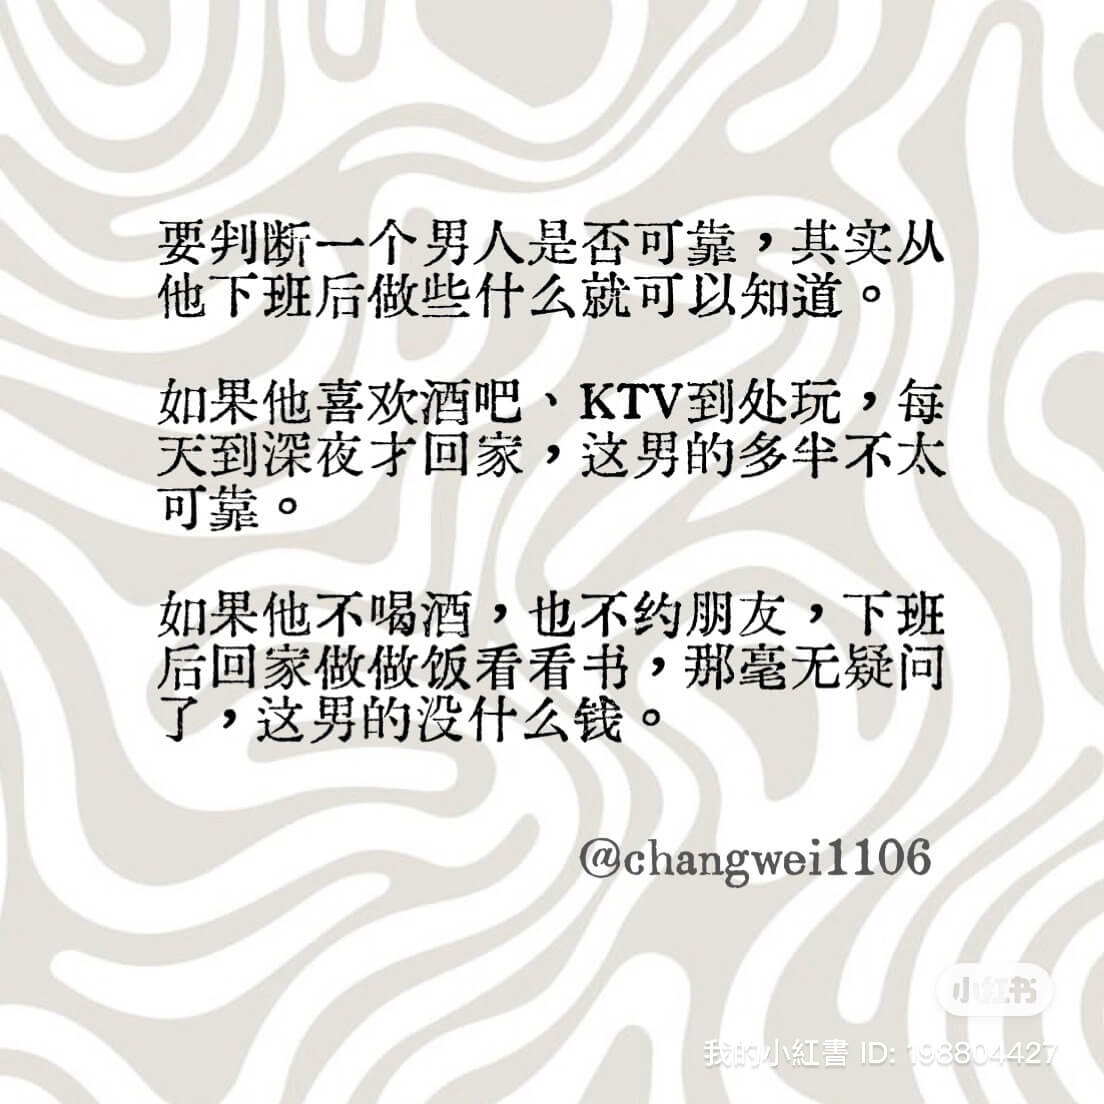 要判断一个男人是否可靠，其实从
他下班后做些什么就可以知道。
如果他喜欢酒吧、KTV到处玩，每
天到深夜才回家，这男的多半不太
可靠。
如果他不喝酒，也不约朋友，下班
后回家做做饭看看书，那毫无疑问
了，这男的没什么钱。
@changwei1106
小红书
我的小紅書 ID: 198804427